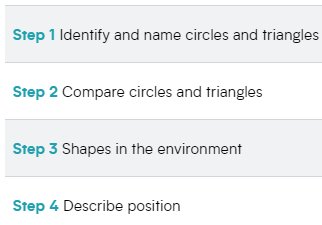 Step 1 Identify and name circles and triangles
Step 2 Compare circles and triangles
Step 3 Shapes in the environment
Step 4 Describe position